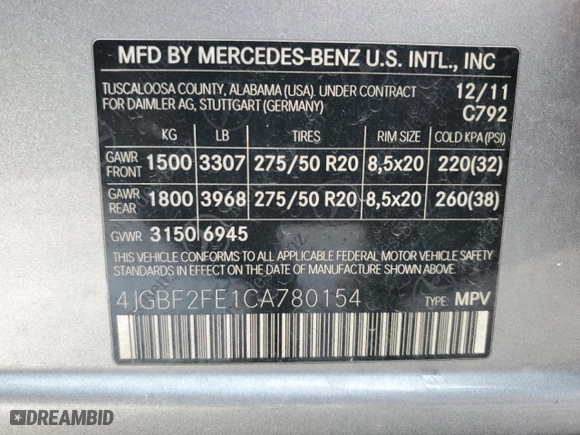 MFD BY MERCEDES-BENZ U.S. INTL., INC
TUSCALOOSA COUNTY, ALABAMA (USA). UNDER CONTRACT 12/11
FOR DAIMLER AG, STUTTGART (GERMANY) C792
KG LB TIRES RIM SIZE COLD KPA (PSI)
GAWR FRONT 1500 3307 275/50 R20 8,5x20 220(32)
GAWR REAR 1800 3968 275/50 R20 8,5x20 260(38)
GVWR 3150 6945
THIS VEHICLE CONFORMS TO ALL APPLICABLE FEDERAL MOTOR VEHICLE SAFETY
STANDARDS IN EFFECT ON THE DATE OF MANUFACTURE SHOWN ABOVE.
4JGBF2FE1CA780154 TYPE: MPV
DREAMBID